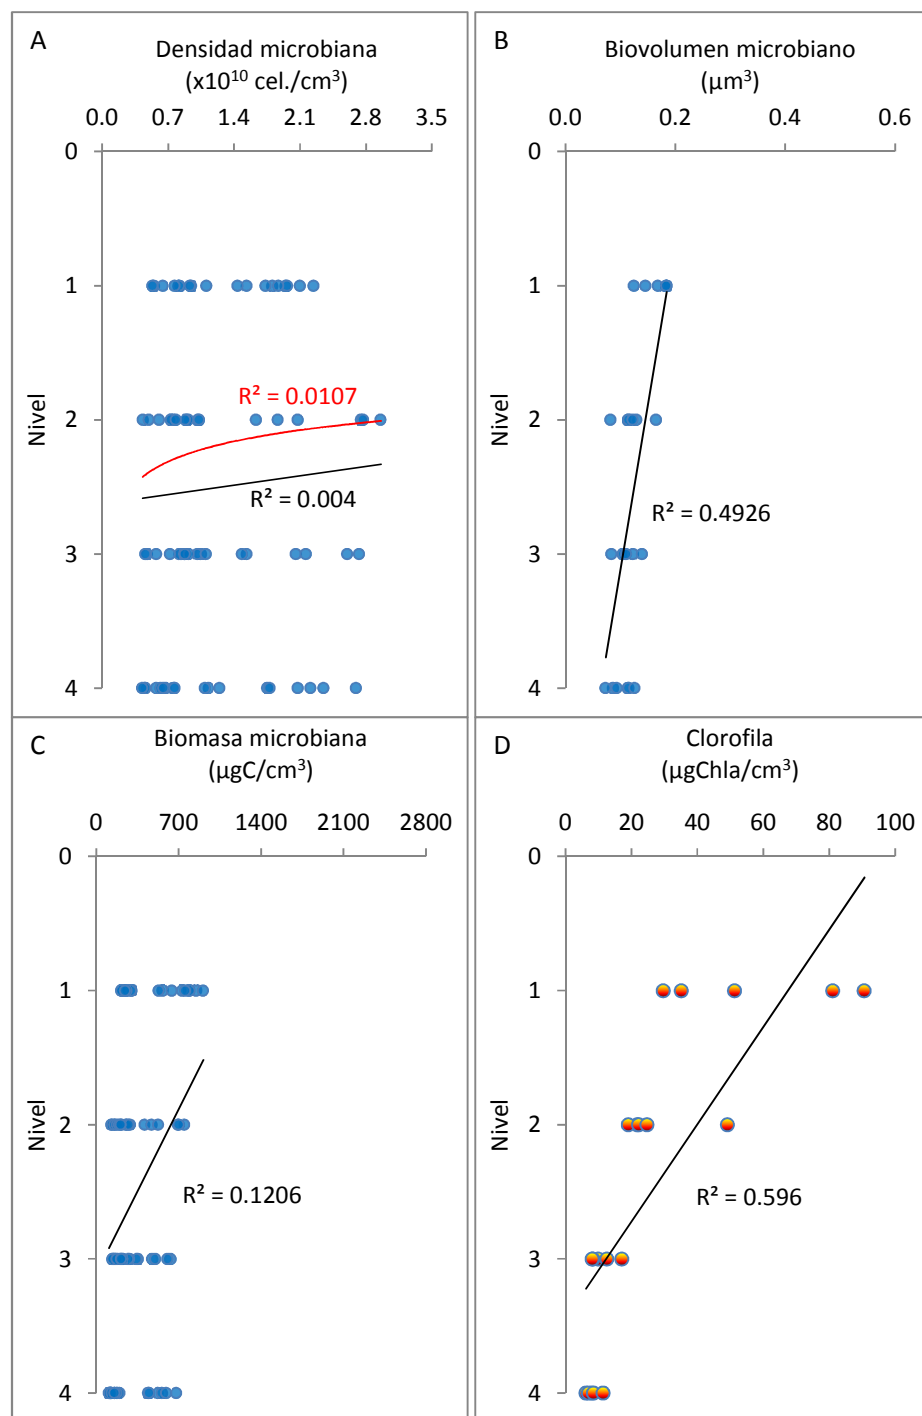 A
Densidad microbiana
(x10¹⁰ cel./cm³)
0.0 0.7 1.4 2.1 2.8 3.5
0
1
2
3
4
Nivel
R² = 0.0107
R² = 0.004
B
Biovolumen microbiano
(µm³)
0.0 0.2 0.4 0.6
0
1
2
3
4
Nivel
R² = 0.4926
C
Biomasa microbiana
(µgC/cm³)
0 700 1400 2100 2800
0
1
2
3
4
Nivel
R² = 0.1206
D
Clorofila
(µgChla/cm³)
0 20 40 60 80 100
0
1
2
3
4
Nivel
R² = 0.596